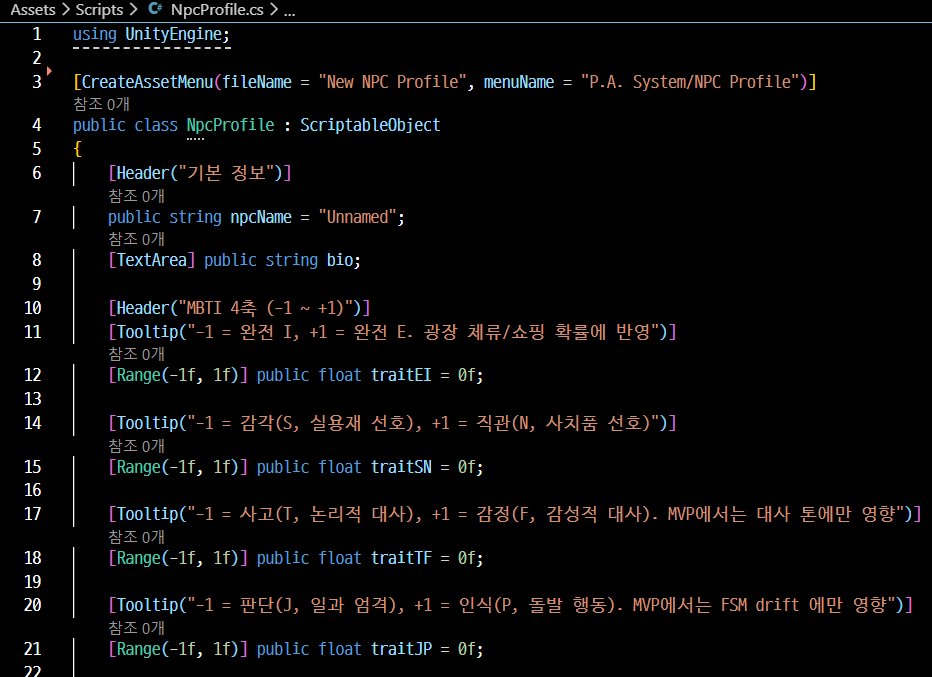 Assets > Scripts > C# NpcProfile.cs > ...
1 using UnityEngine;
2
3 [CreateAssetMenu(fileName = "New NPC Profile", menuName = "P.A. System/NPC Profile")]
참조 0개
4 public class NpcProfile : ScriptableObject
5 {
6 [Header("기본 정보")]
참조 0개
7 public string npcName = "Unnamed";
참조 0개
8 [TextArea] public string bio;
9
10 [Header("MBTI 4축 (-1 ~ +1)")]
11 [Tooltip("-1 = 완전 I, +1 = 완전 E. 광장 체류/쇼핑 확률에 반영")]
참조 0개
12 [Range(-1f, 1f)] public float traitEI = 0f;
13
14 [Tooltip("-1 = 감각(S, 실용재 선호), +1 = 직관(N, 사치품 선호)")]
참조 0개
15 [Range(-1f, 1f)] public float traitSN = 0f;
16
17 [Tooltip("-1 = 사고(T, 논리적 대사), +1 = 감정(F, 감성적 대사). MVP에서는 대사 톤에만 영향")]
참조 0개
18 [Range(-1f, 1f)] public float traitTF = 0f;
19
20 [Tooltip("-1 = 판단(J, 일과 엄격), +1 = 인식(P, 돌발 행동). MVP에서는 FSM drift 에만 영향")]
참조 0개
21 [Range(-1f, 1f)] public float traitJP = 0f;
22